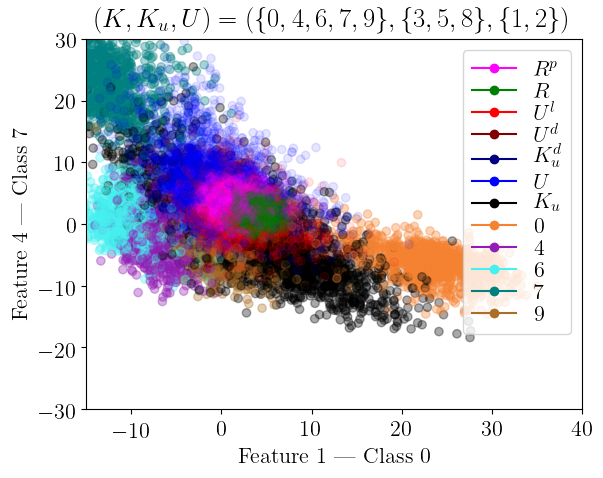 (K, K_u, U) = ({0, 4, 6, 7, 9}, {3, 5, 8}, {1, 2})
30
20
10
0
−10
−20
−30
Feature 4 — Class 7
−10
0
10
20
30
40
Feature 1 — Class 0
R^p
R
U^l
U^d
K_u^d
U
K_u
0
4
6
7
9